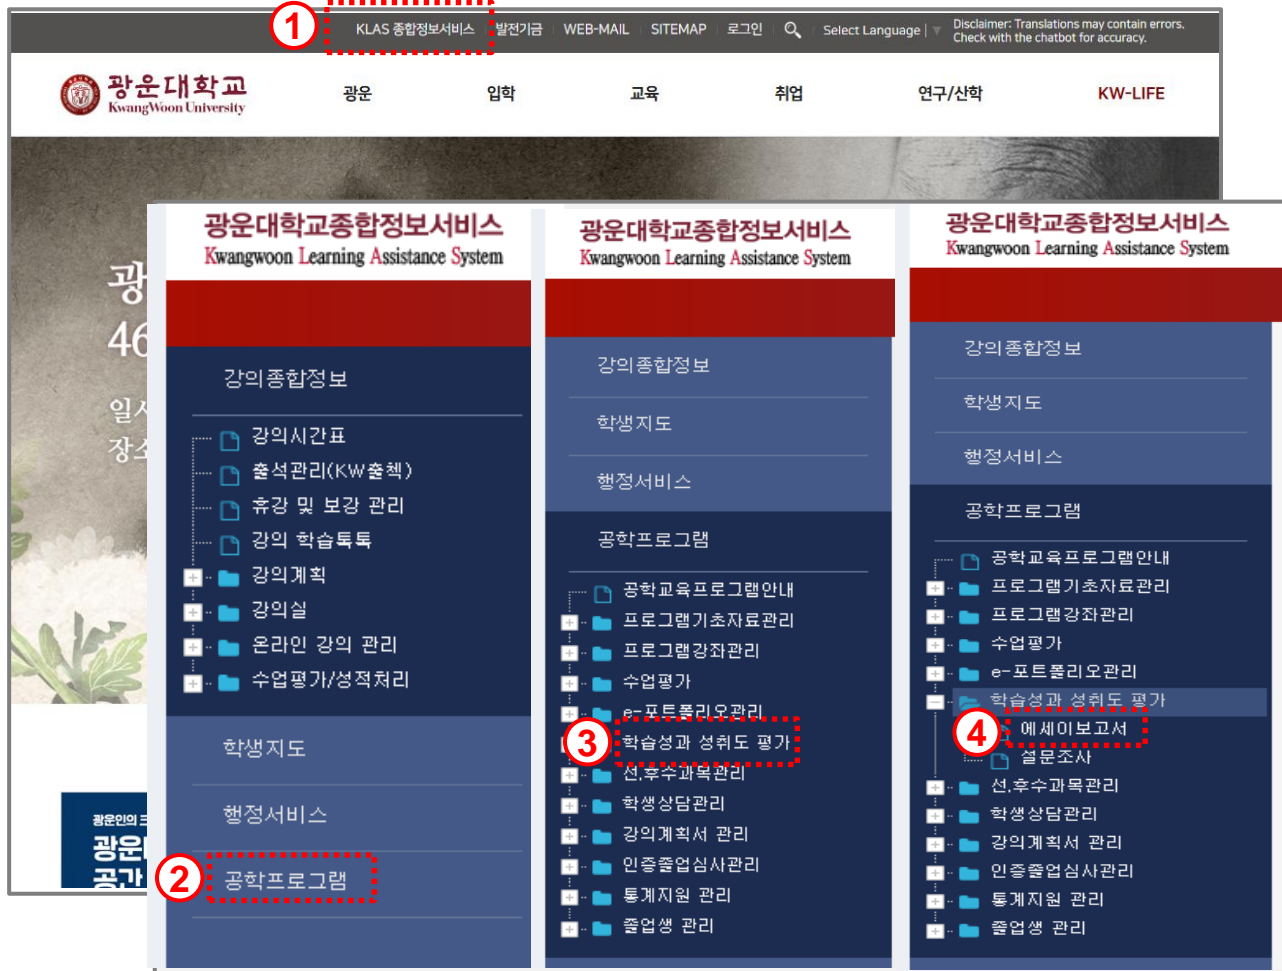 1
KLAS 종합정보서비스 발전기금 WEB-MAIL SITEMAP 로그인 Select Language ▼ Disclaimer: Translations may contain errors.
Check with the chatbot for accuracy.
광운대학교
KwangWoon University
광운 입학 교육 취업 연구/산학 KW-LIFE
광
46
일시
장소
광운인의
광운
공간
광운대학교종합정보서비스
Kwangwoon Learning Assistance System
강의종합정보
강의시간표
출석관리(KW출첵)
휴강 및 보강 관리
강의 학습톡톡
강의계획
강의실
온라인 강의 관리
수업평가/성적처리
학생지도
행정서비스
2 공학프로그램
광운대학교종합정보서비스
Kwangwoon Learning Assistance System
강의종합정보
학생지도
행정서비스
공학프로그램
공학교육프로그램안내
프로그램기초자료관리
프로그램강좌관리
수업평가
e-포트폴리오관리
3 학습성과 성취도 평가
선,후수과목관리
학생상담관리
강의계획서 관리
인증졸업심사관리
통계지원 관리
졸업생 관리
광운대학교종합정보서비스
Kwangwoon Learning Assistance System
강의종합정보
학생지도
행정서비스
공학프로그램
공학교육프로그램안내
프로그램기초자료관리
프로그램강좌관리
수업평가
e-포트폴리오관리
학습성과 성취도 평가
4 에세이보고서
설문조사
선,후수과목관리
학생상담관리
강의계획서 관리
인증졸업심사관리
통계지원 관리
졸업생 관리